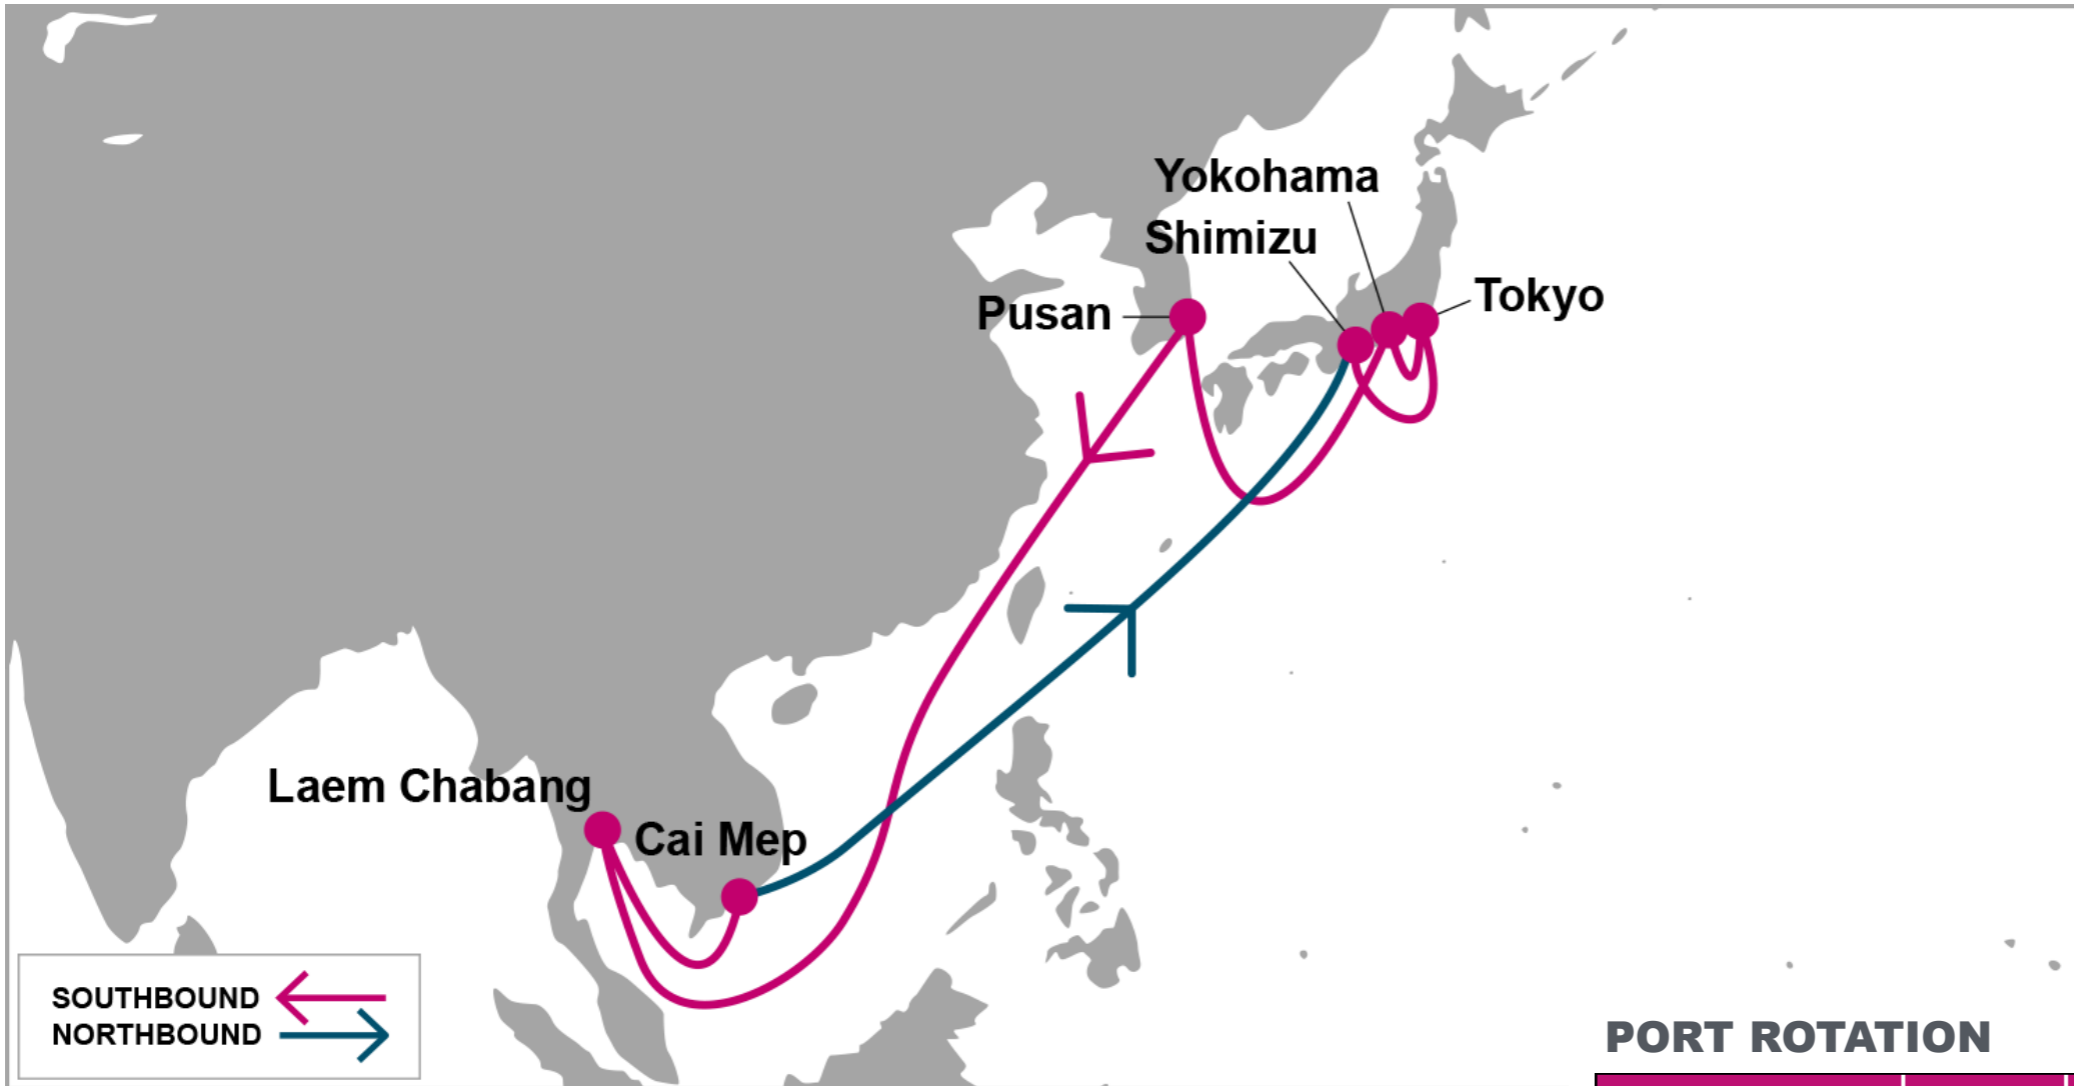 Yokohama
Shimizu
Tokyo
Pusan
Laem Chabang
Cai Mep
SOUTHBOUND
NORTHBOUND
PORT ROTATION